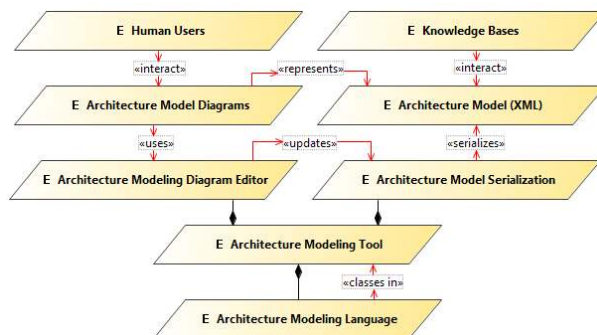 E Human Users
E Knowledge Bases
«interact»
«represents»
«interact»
E Architecture Model Diagrams
E Architecture Model (XML)
«uses»
«updates»
«serializes»
E Architecture Modeling Diagram Editor
E Architecture Model Serialization
E Architecture Modeling Tool
«classes in»
E Architecture Modeling Language